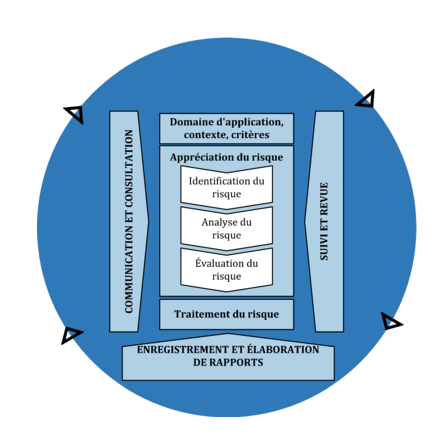 Domaine d'application,
contexte, critères
Appréciation du risque
Identification du
risque
Analyse du
risque
Évaluation du
risque
Traitement du risque
COMMUNICATION ET CONSULTATION
SUIVI ET REVUE
ENREGISTREMENT ET ÉLABORATION
DE RAPPORTS